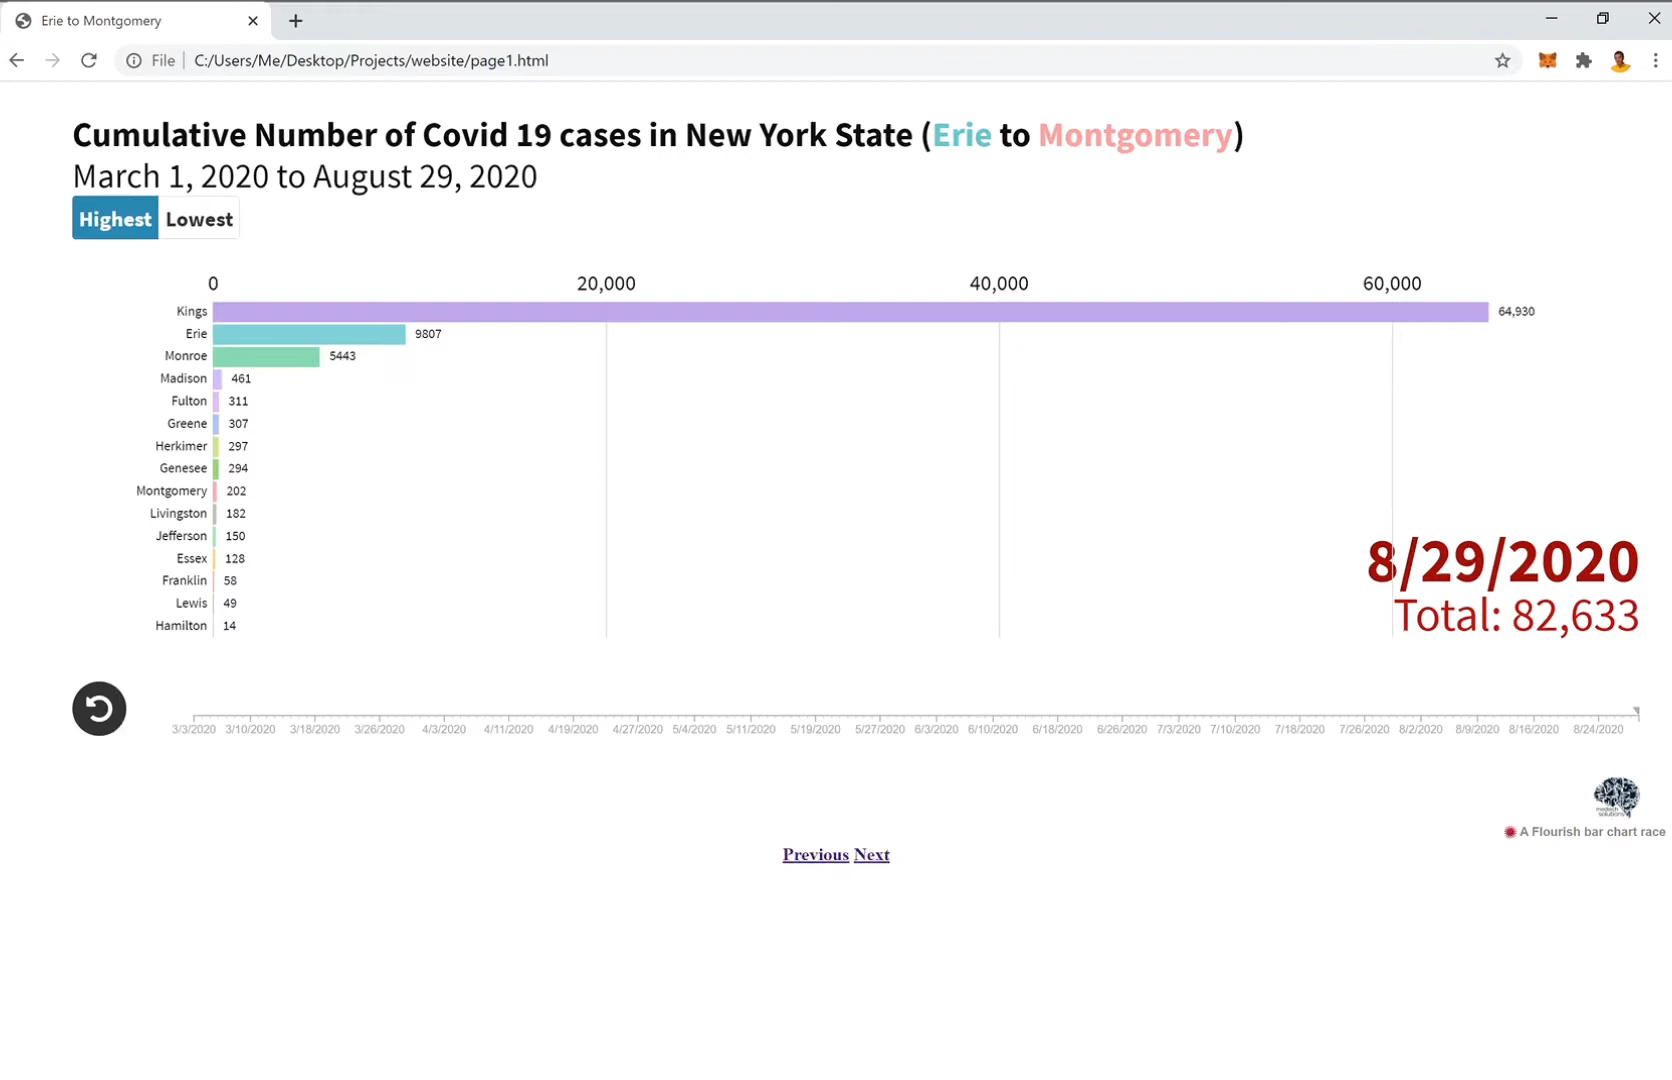 Erie to Montgomery
File
C:/Users/Me/Desktop/Projects/website/page1.html
Cumulative Number of Covid 19 cases in New York State (Erie to Montgomery)
March 1, 2020 to August 29, 2020
Highest Lowest
0 20,000 40,000 60,000
Kings 64,930
Erie 9807
Monroe 5443
Madison 461
Fulton 311
Greene 307
Herkimer 297
Genesee 294
Montgomery 202
Livingston 182
Jefferson 150
Essex 128
Franklin 58
Lewis 49
Hamilton 14
8/29/2020
Total: 82,633
3/3/2020 3/10/2020 3/18/2020 3/26/2020 4/3/2020 4/11/2020 4/19/2020 4/27/2020 5/4/2020 5/11/2020 5/19/2020 5/27/2020 6/3/2020 6/10/2020 6/18/2020 6/26/2020 7/3/2020 7/10/2020 7/18/2020 7/26/2020 8/2/2020 8/9/2020 8/16/2020 8/24/2020
solutions
A Flourish bar chart race
Previous Next